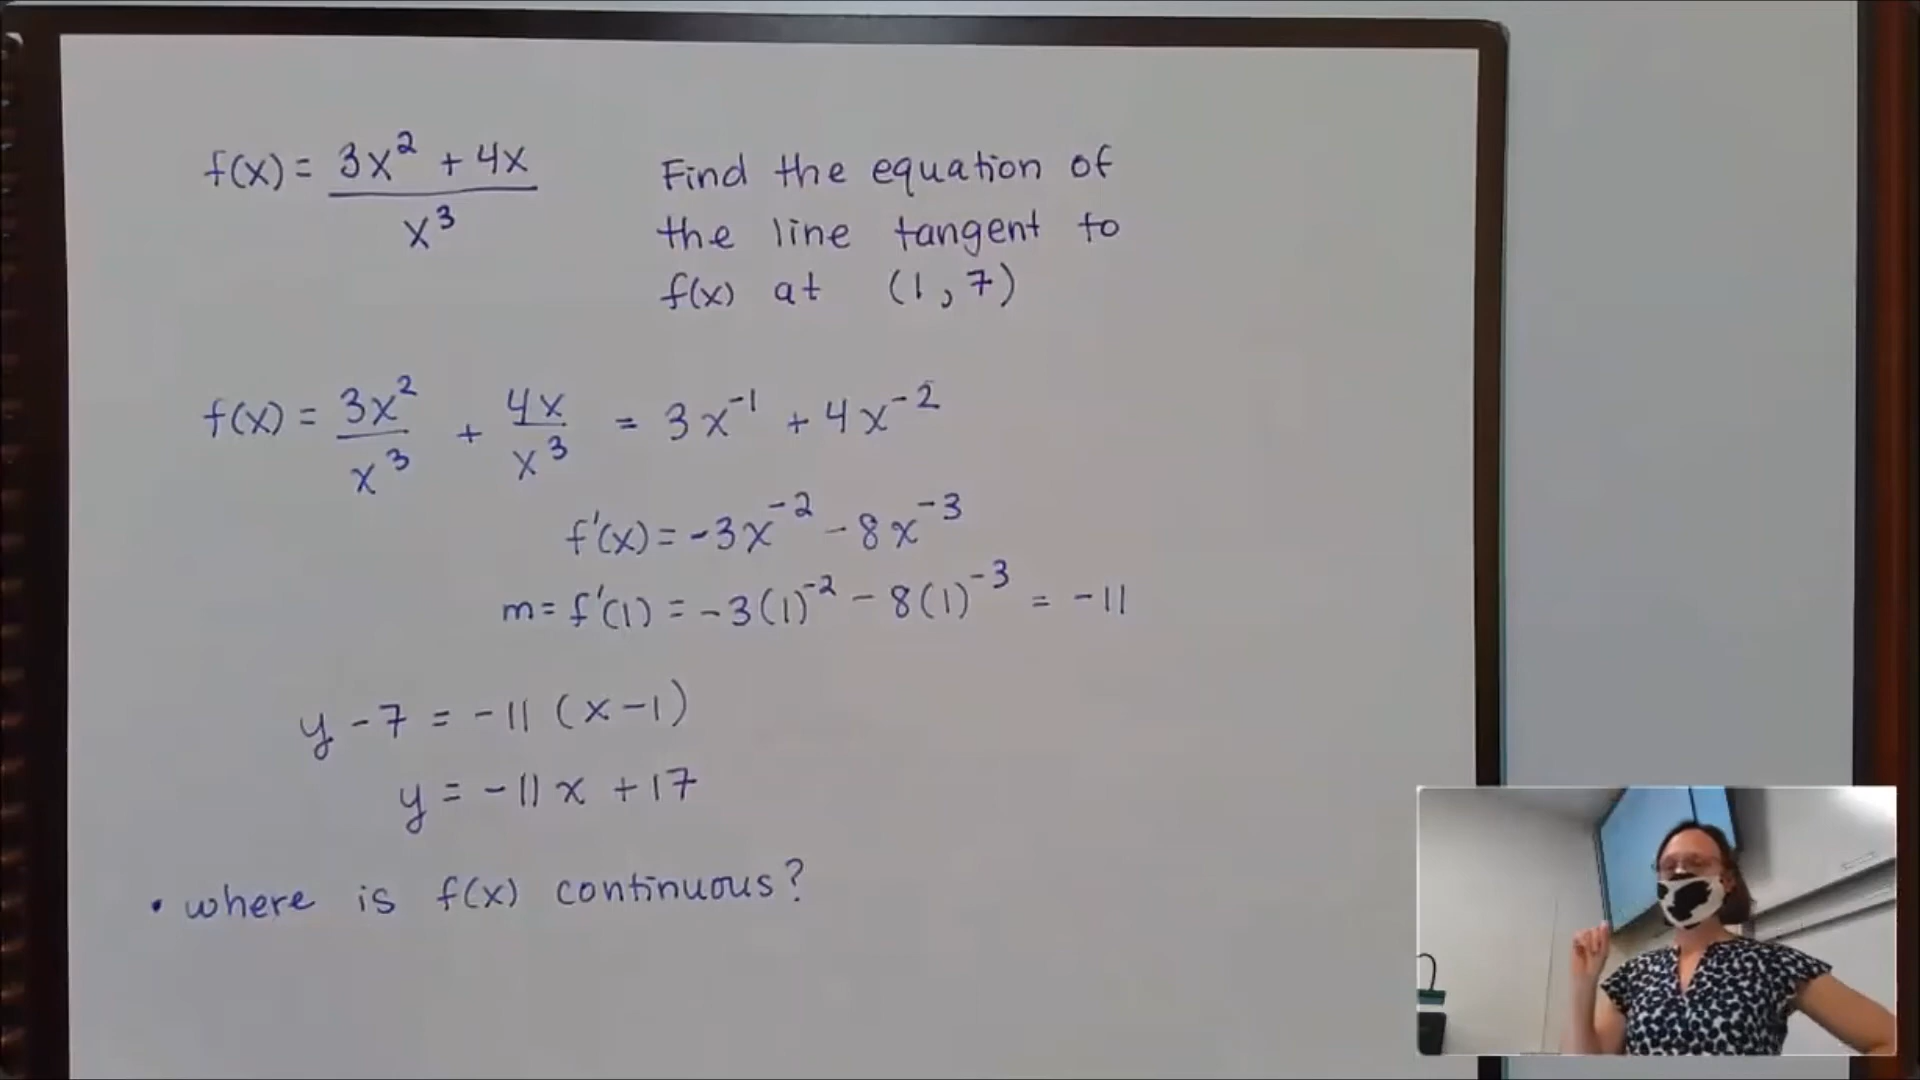 f(x) = (3x² + 4x) / x³
Find the equation of
the line tangent to
f(x) at (1, 7)
f(x) = 3x²/x³ + 4x/x³ = 3x⁻¹ + 4x⁻²
f'(x) = -3x⁻² - 8x⁻³
m = f'(1) = -3(1)⁻² - 8(1)⁻³ = -11
y - 7 = -11 (x - 1)
y = -11x + 17
• where is f(x) continuous?